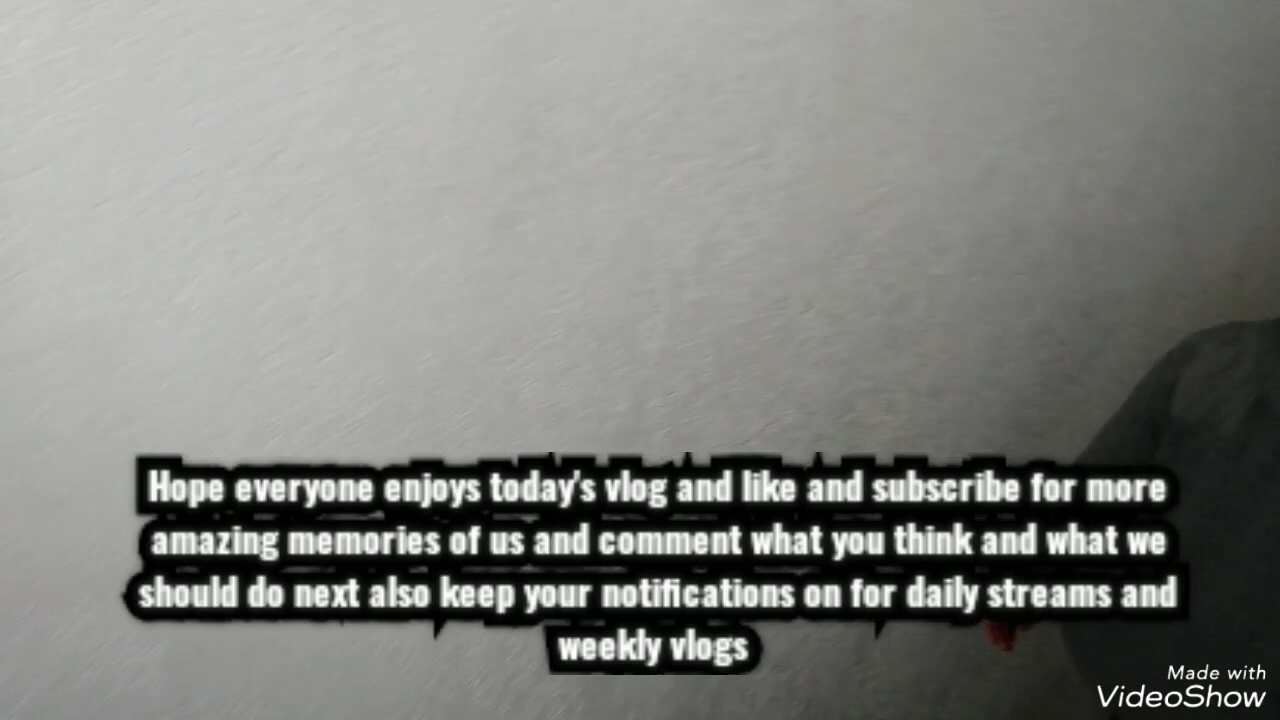 Hope everyone enjoys today's vlog and like and subscribe for more
amazing memories of us and comment what you think and what we
should do next also keep your notifications on for daily streams and
weekly vlogs
Made with
VideoShow